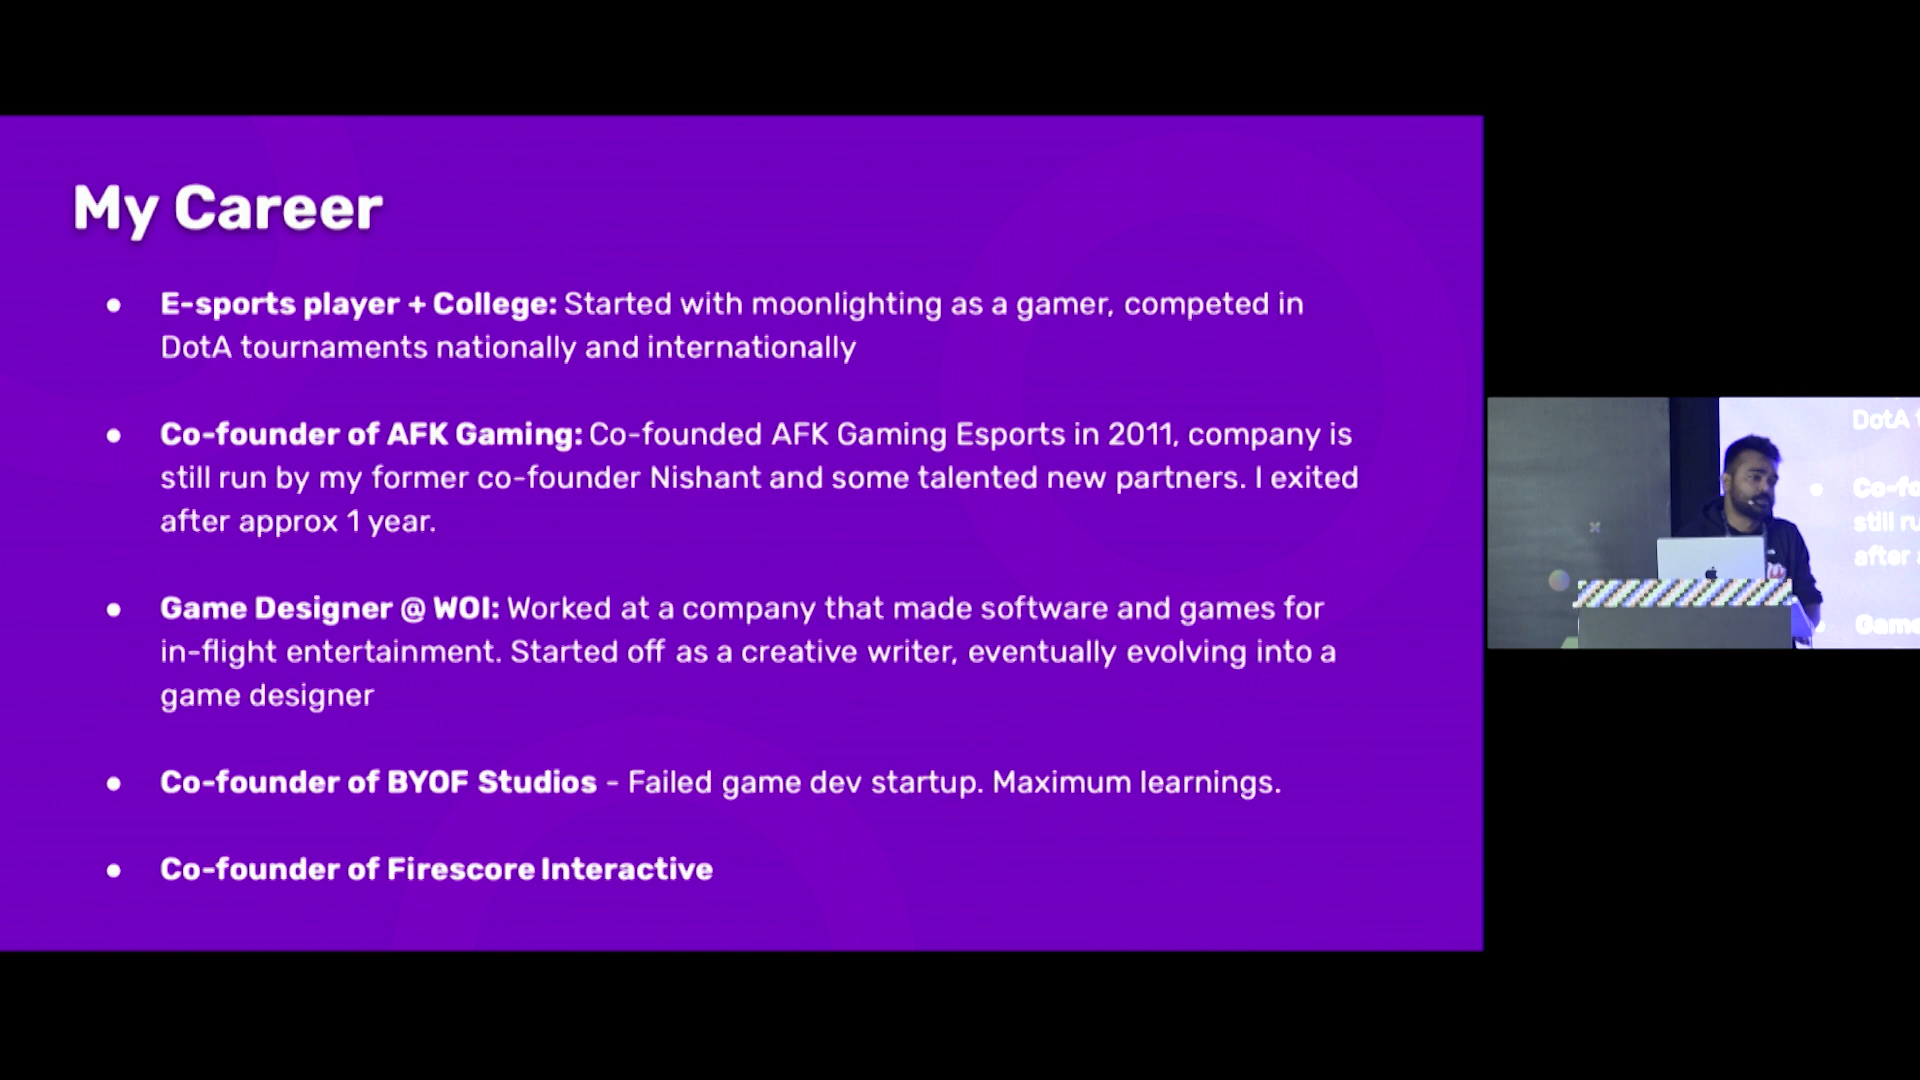 My Career
● E-sports player + College: Started with moonlighting as a gamer, competed in
DotA tournaments nationally and internationally
● Co-founder of AFK Gaming: Co-founded AFK Gaming Esports in 2011, company is
still run by my former co-founder Nishant and some talented new partners. I exited
after approx 1 year.
● Game Designer @ WOI: Worked at a company that made software and games for
in-flight entertainment. Started off as a creative writer, eventually evolving into a
game designer
● Co-founder of BYOF Studios - Failed game dev startup. Maximum learnings.
● Co-founder of Firescore Interactive
DotA
still
after